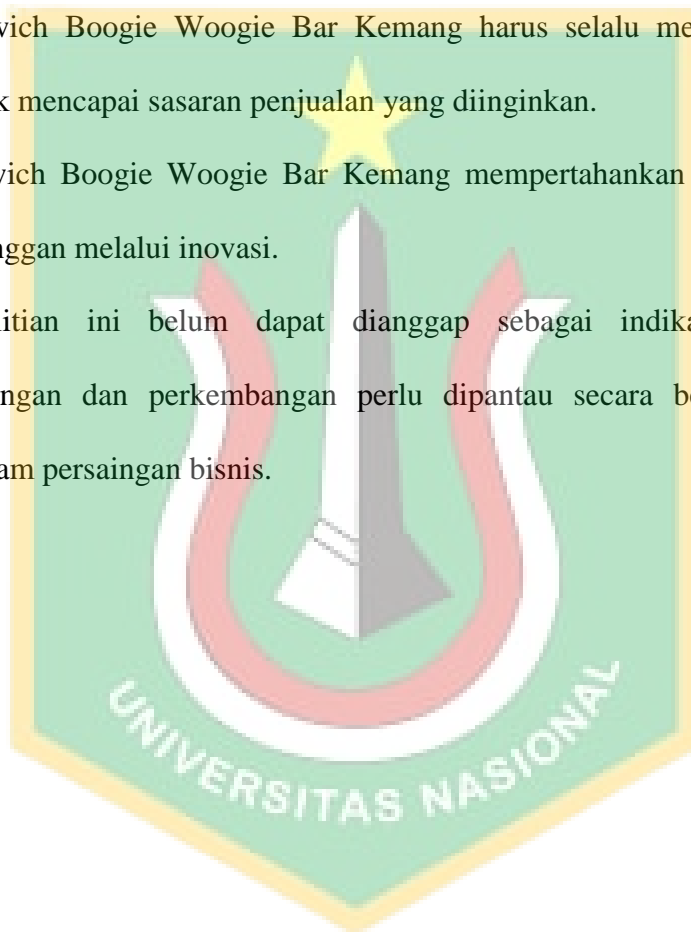 vich Boogie Woogie Bar Kemang harus selalu me
k mencapai sasaran penjualan yang diinginkan.
vich Boogie Woogie Bar Kemang mempertahankan
nggan melalui inovasi.
litian ini belum dapat dianggap sebagai indika
ngan dan perkembangan perlu dipantau secara be
am persaingan bisnis.
UNIVERSITAS NASIONAL